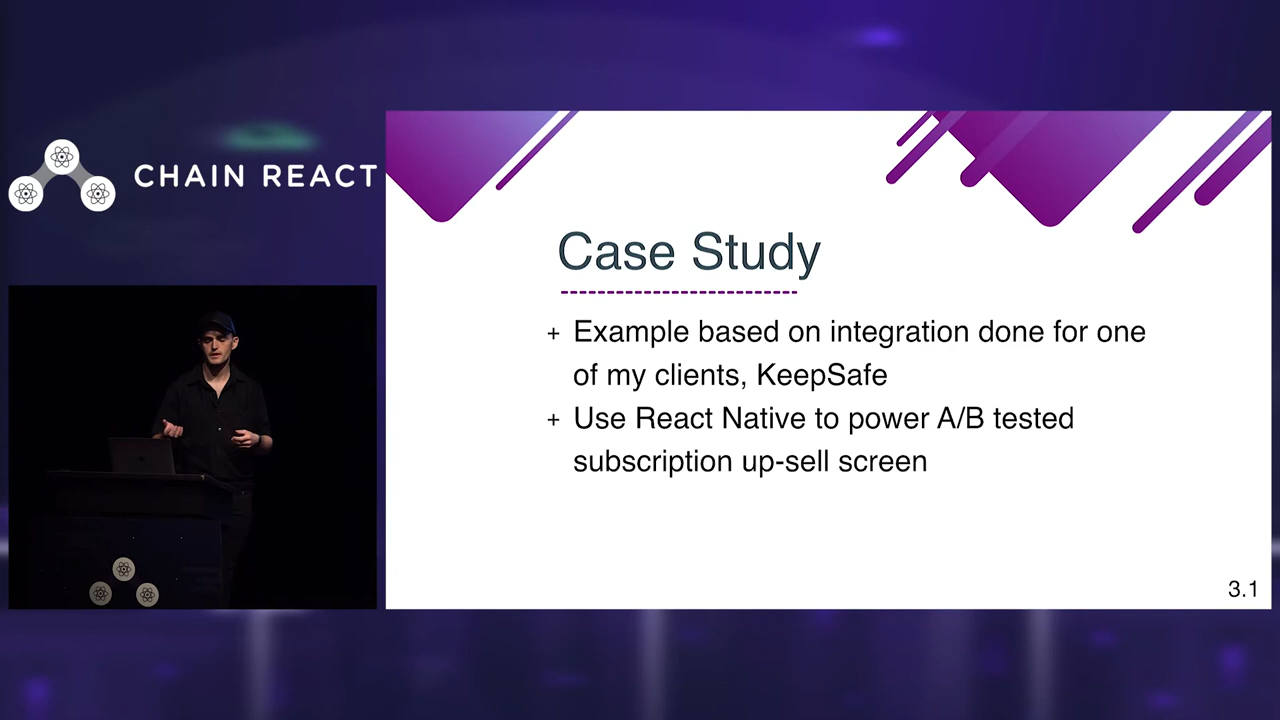 CHAIN REACT
Case Study
+ Example based on integration done for one
of my clients, KeepSafe
+ Use React Native to power A/B tested
subscription up-sell screen
3.1